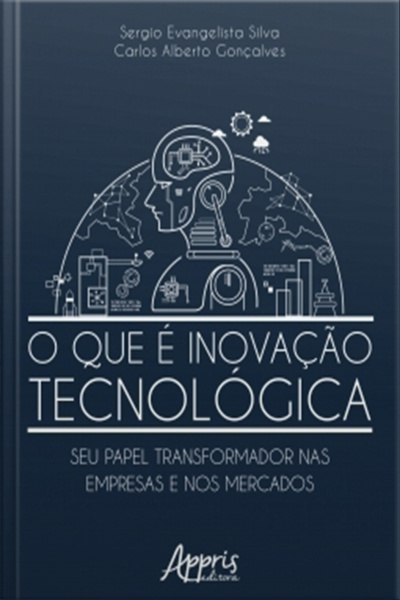 Sergio Evangelista Silva
Carlos Alberto Gonçalves
O QUE É INOVAÇÃO
TECNOLÓGICA
SEU PAPEL TRANSFORMADOR NAS
EMPRESAS E NOS MERCADOS
Appris
editora